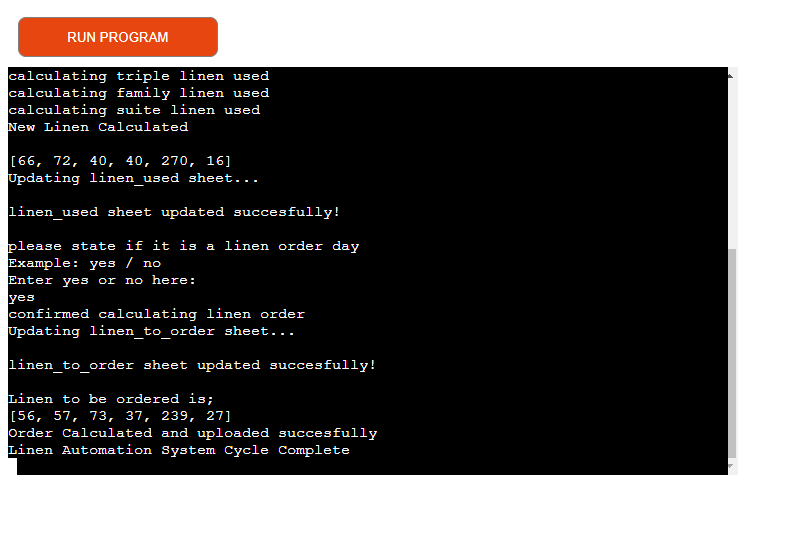 RUN PROGRAM
calculating triple linen used
calculating family linen used
calculating suite linen used
New Linen Calculated
[66, 72, 40, 40, 270, 16]
Updating linen_used sheet...
linen_used sheet updated succesfully!
please state if it is a linen order day
Example: yes / no
Enter yes or no here:
yes
confirmed calculating linen order
Updating linen_to_order sheet...
linen_to_order sheet updated succesfully!
Linen to be ordered is;
[56, 57, 73, 37, 239, 27]
Order Calculated and uploaded succesfully
Linen Automation System Cycle Complete